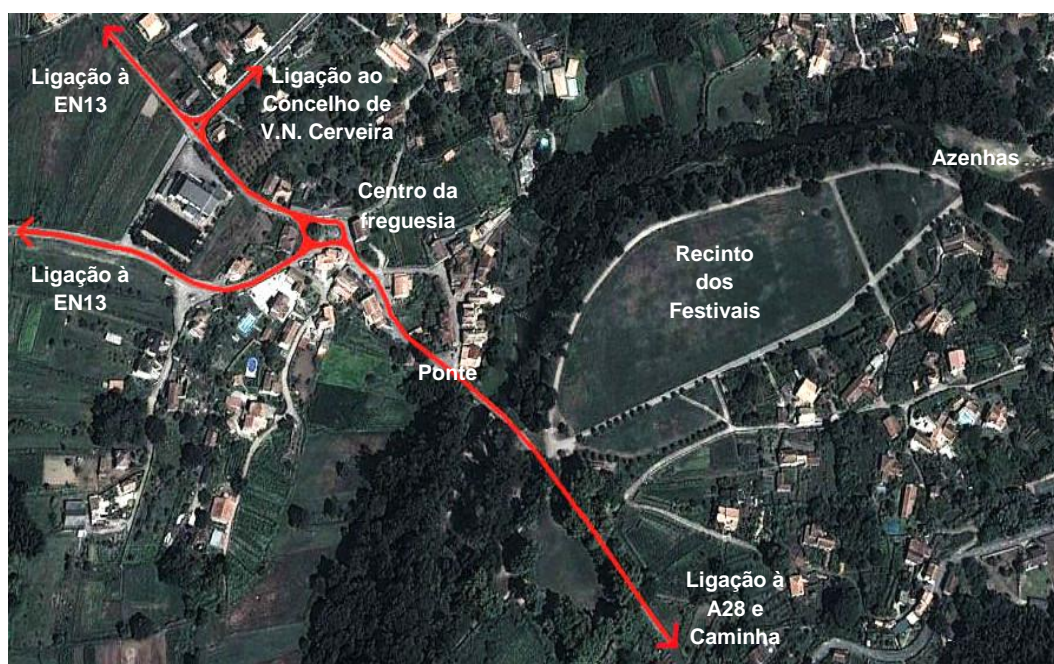 Ligação à
EN13
Ligação ao
Concelho de
V.N. Cerveira
Azenhas
Centro da
freguesia
Recinto
dos
Festivais
Ligação à
EN13
Ponte
Ligação à
A28 e
Caminha